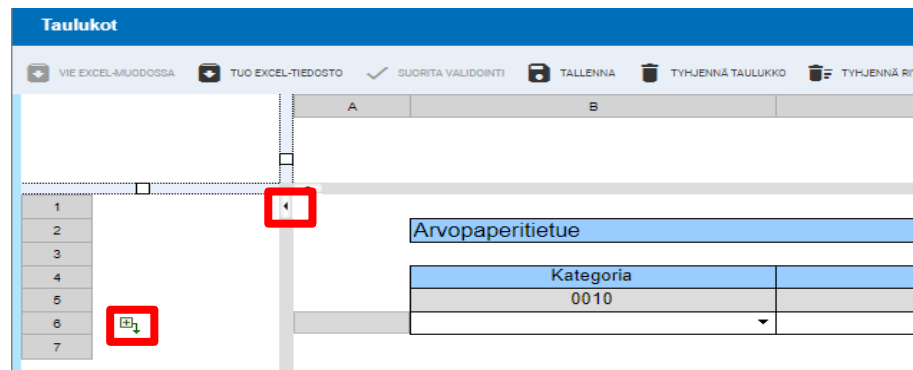 Taulukot
VIE EXCEL-MUODOSSA TUO EXCEL-TIEDOSTO SUORITA VALIDOINTI TALLENNA TYHJENNÄ TAULUKKO TYHJENNÄ
A B
1
2 Arvopaperitietue
3
4 Kategoria
5 0010
6
7